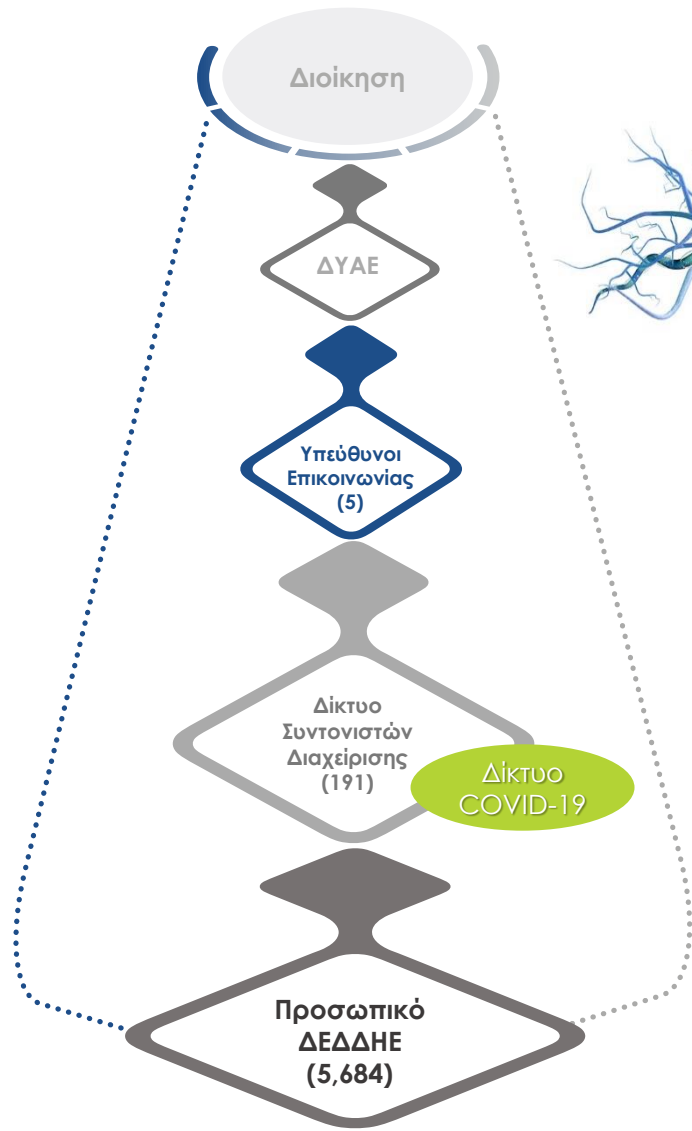 Διοίκηση
ΔΥΑΕ
Υπεύθυνοι
Επικοινωνίας
(5)
Δίκτυο
Συντονιστών
Διαχείρισης
(191)
Δίκτυο
COVID-19
Προσωπικό
ΔΕΔΔΗΕ
(5,684)